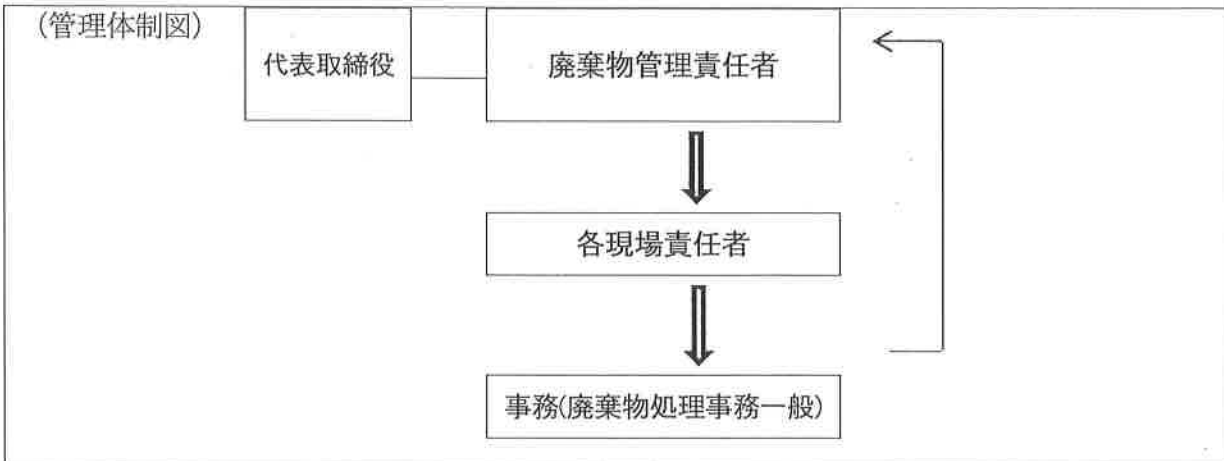 (管理体制図)
代表取締役
廃棄物管理責任者
各現場責任者
事務(廃棄物処理事務一般)